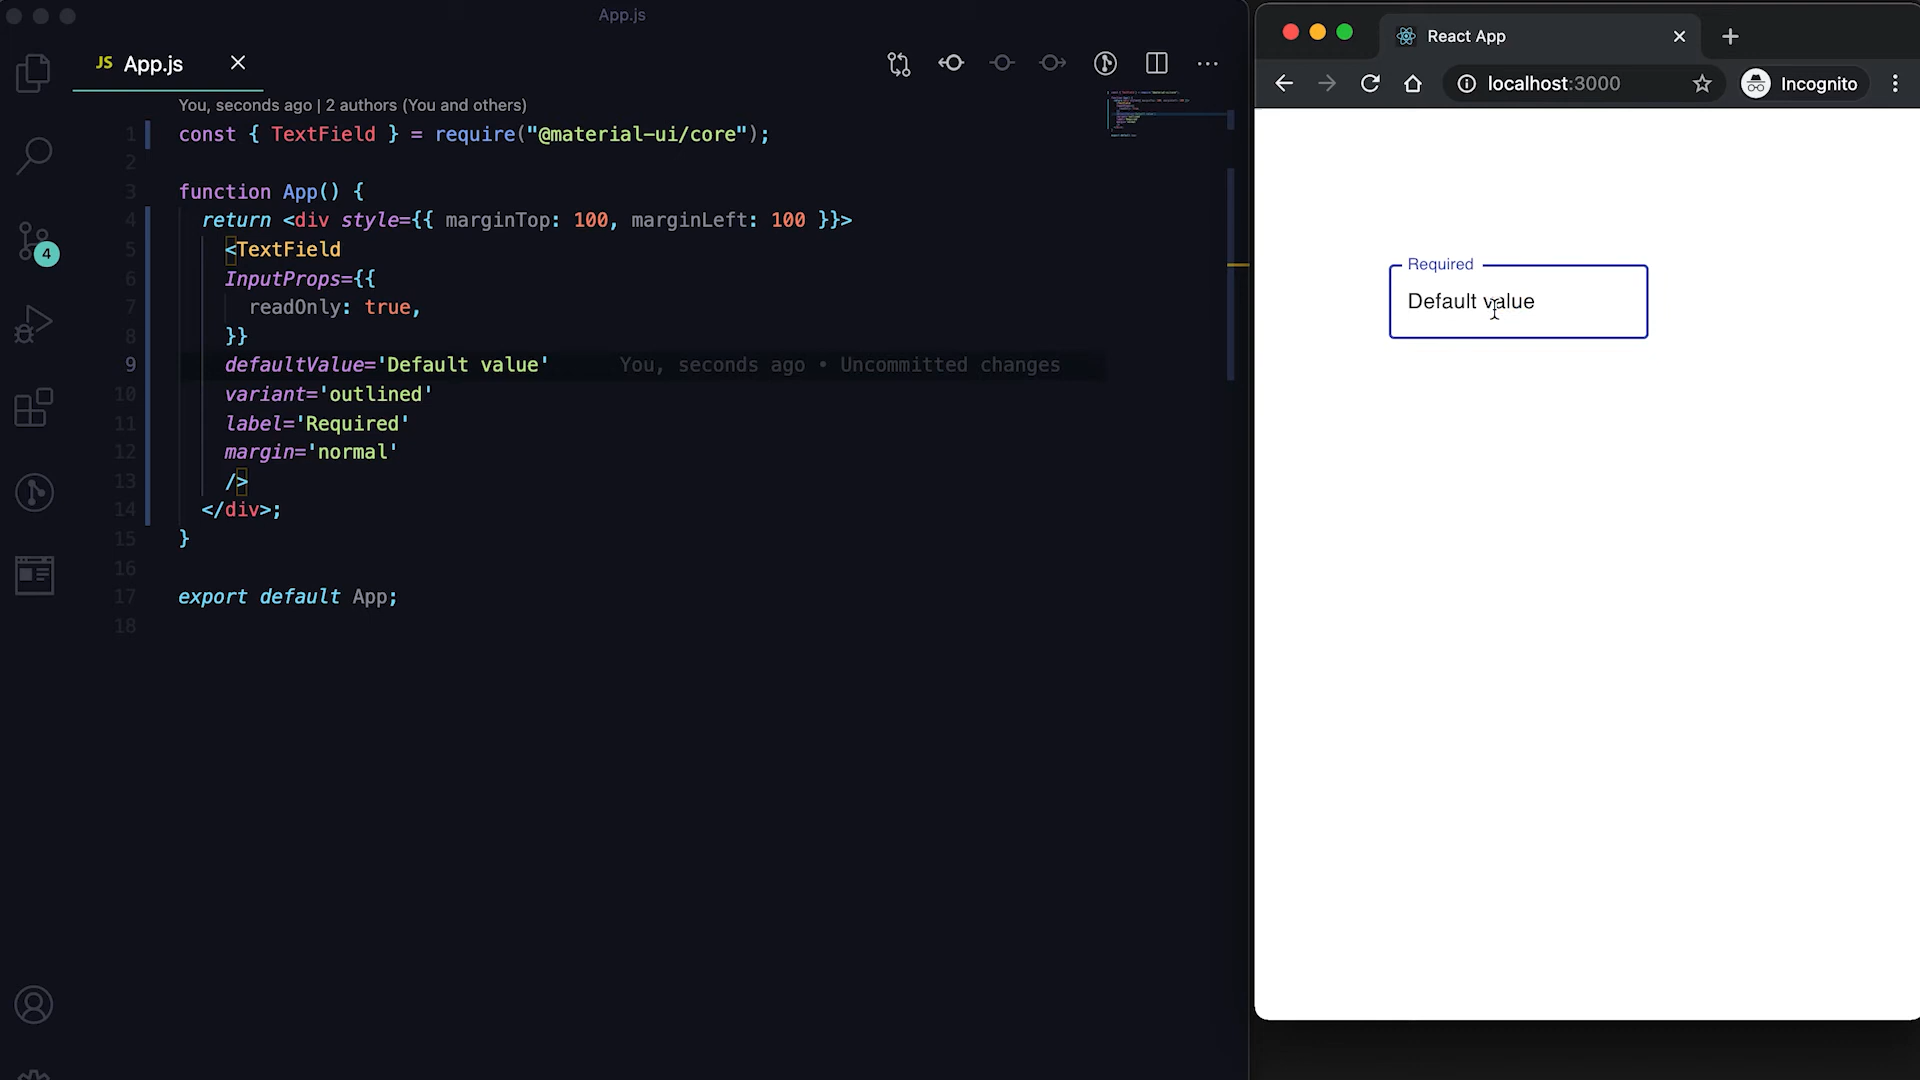 App.js
JS App.js
You, seconds ago | 2 authors (You and others)
1 const { TextField } = require("@material-ui/core");
2
3 function App() {
4 return <div style={{ marginTop: 100, marginLeft: 100 }}>
5 <TextField
6 InputProps={{
7 readOnly: true,
8 }}
9 defaultValue='Default value' You, seconds ago • Uncommitted changes
10 variant='outlined'
11 label='Required'
12 margin='normal'
13 />
14 </div>;
15 }
16
17 export default App;
18
4
React App
localhost:3000
Incognito
Required
Default value